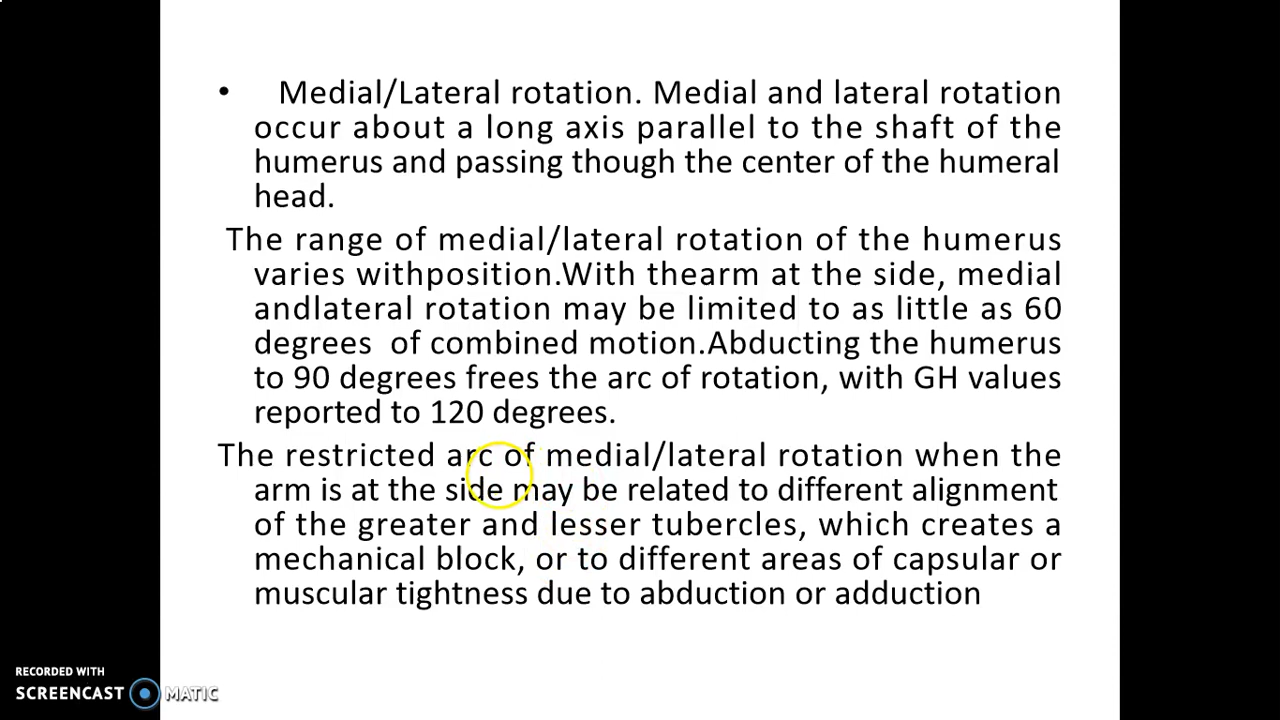 • Medial/Lateral rotation. Medial and lateral rotation
occur about a long axis parallel to the shaft of the
humerus and passing though the center of the humeral
head.
The range of medial/lateral rotation of the humerus
varies withposition.With thearm at the side, medial
andlateral rotation may be limited to as little as 60
degrees  of combined motion.Abducting the humerus
to 90 degrees frees the arc of rotation, with GH values
reported to 120 degrees.
The restricted arc of medial/lateral rotation when the
arm is at the side may be related to different alignment
of the greater and lesser tubercles, which creates a
mechanical block, or to different areas of capsular or
muscular tightness due to abduction or adduction
RECORDED WITH
SCREENCAST MATIC